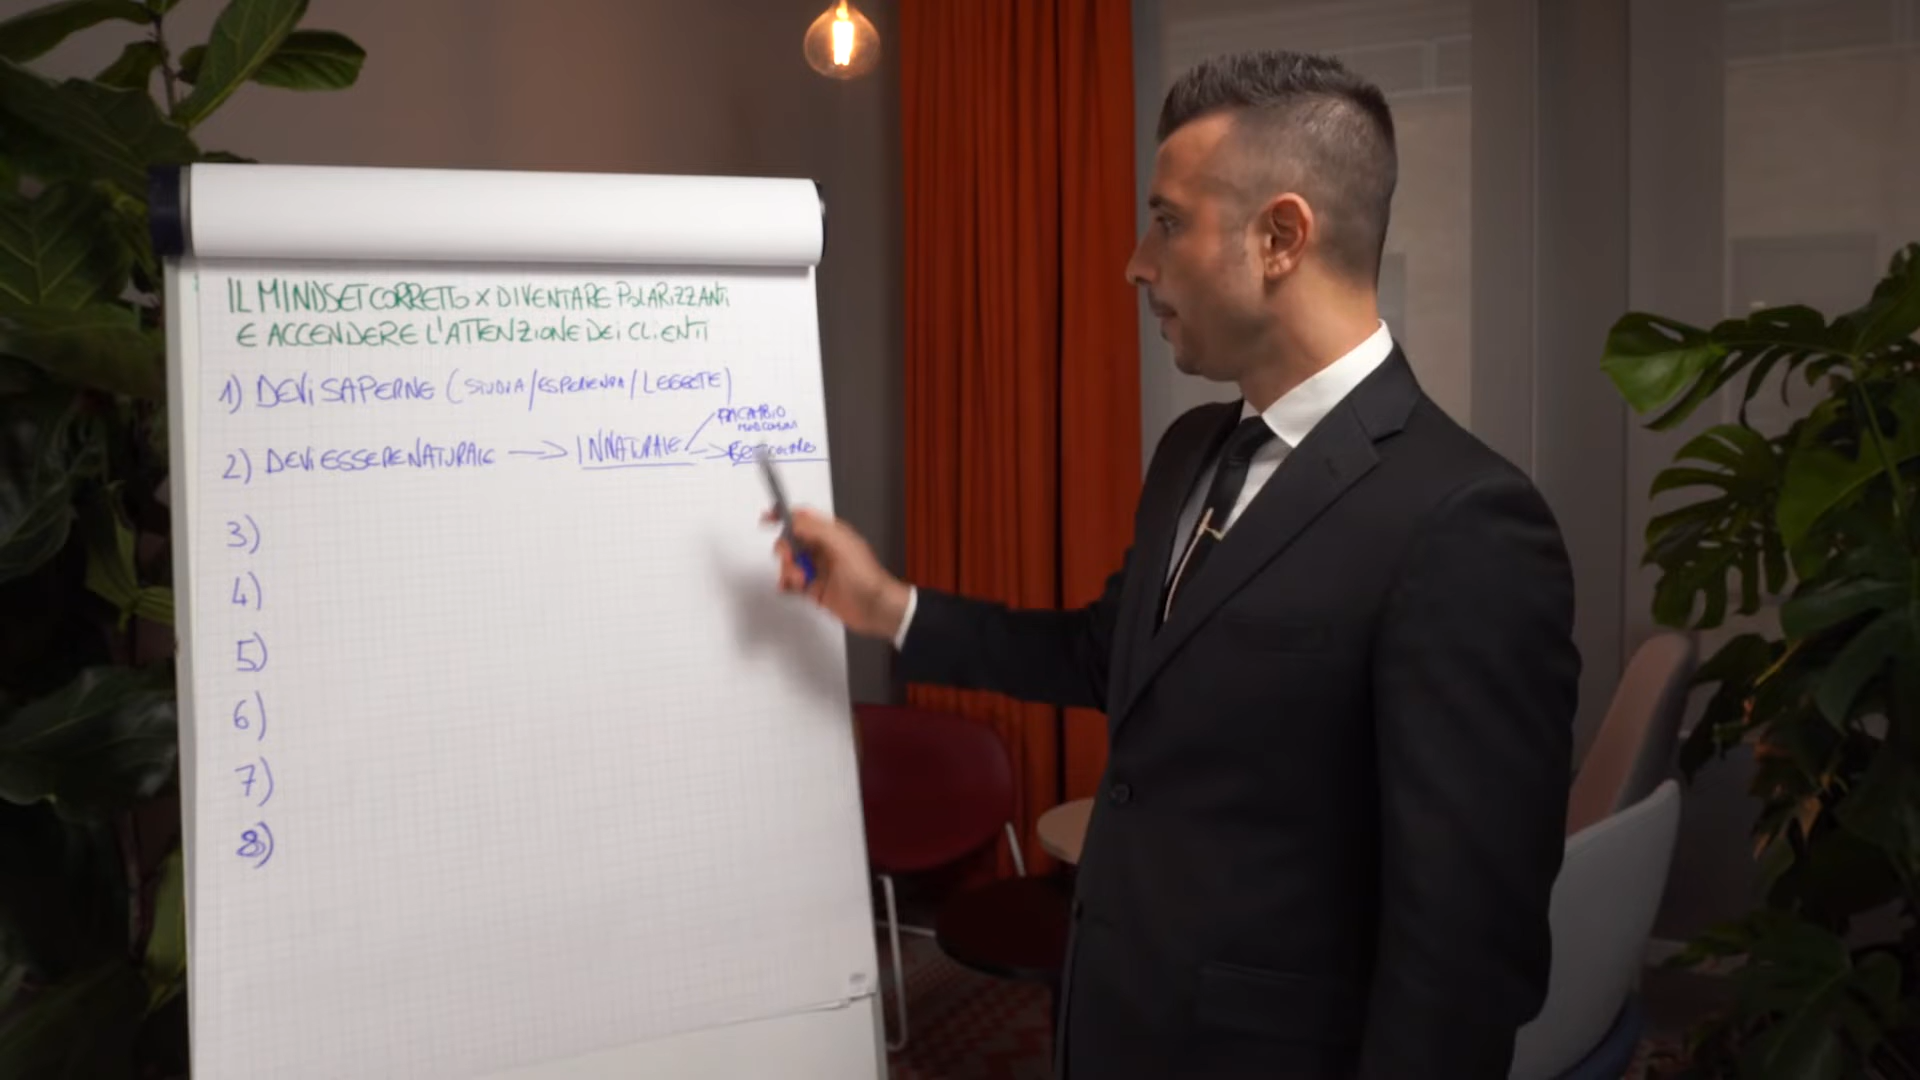 IL MINDSET CORRETTO X DIVENTARE POLARIZZANTI
E ACCENDERE L'ATTENZIONE DEI CLIENTI
1) DEVI SAPERNE (STUDIA/ESPERIENZA/LEGGETE)
2) DEVI ESSERE NATURALE → INNATURALE
3)
4)
5)
6)
7)
8)